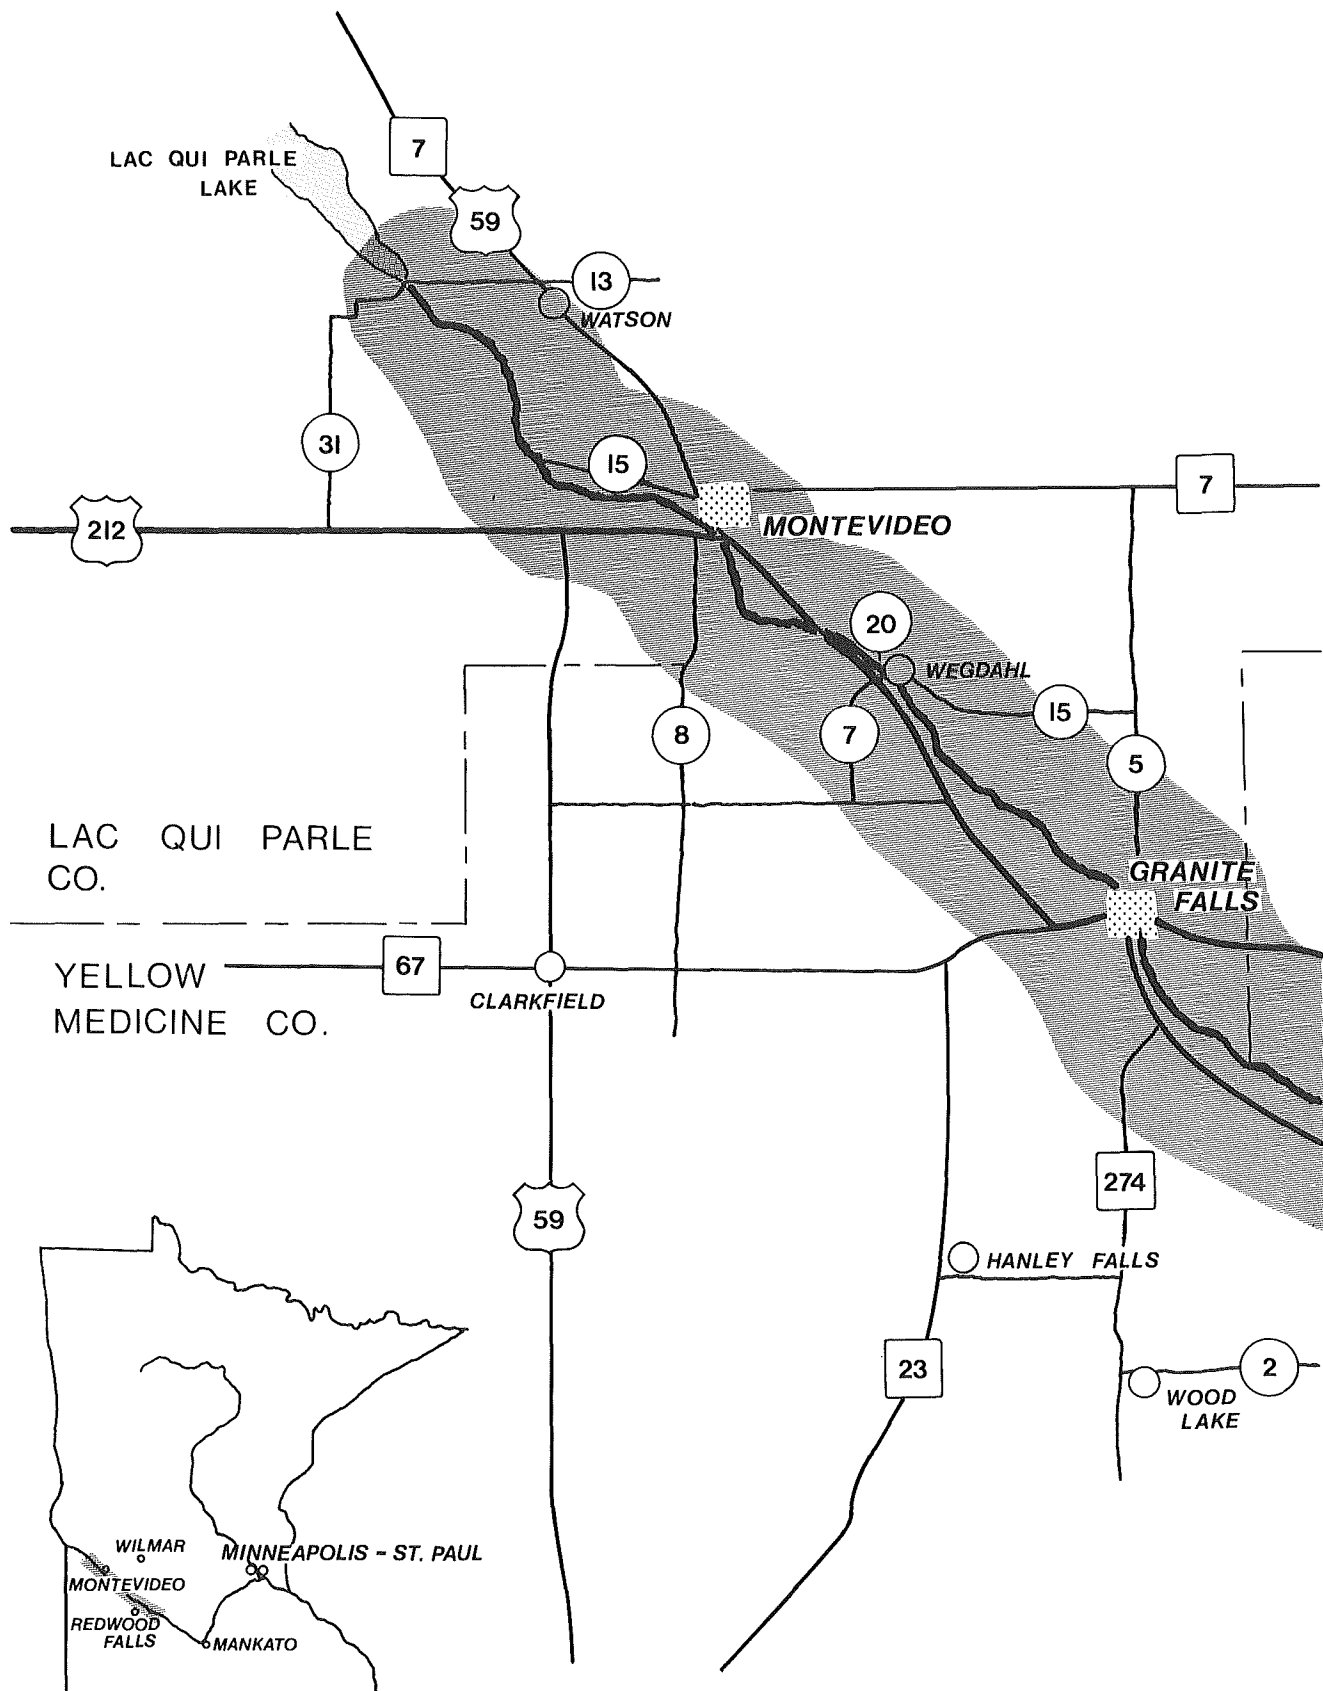 7
LAC QUI PARLE
LAKE
59
13
WATSON
31
15
7
212
MONTEVIDEO
20
WEGDAHL
15
8
7
5
LAC QUI PARLE
CO.
GRANITE
FALLS
67
YELLOW
MEDICINE CO.
CLARKFIELD
274
59
HANLEY FALLS
23
2
WOOD
LAKE
WILMAR
MINNEAPOLIS - ST. PAUL
MONTEVIDEO
REDWOOD
FALLS
MANKATO